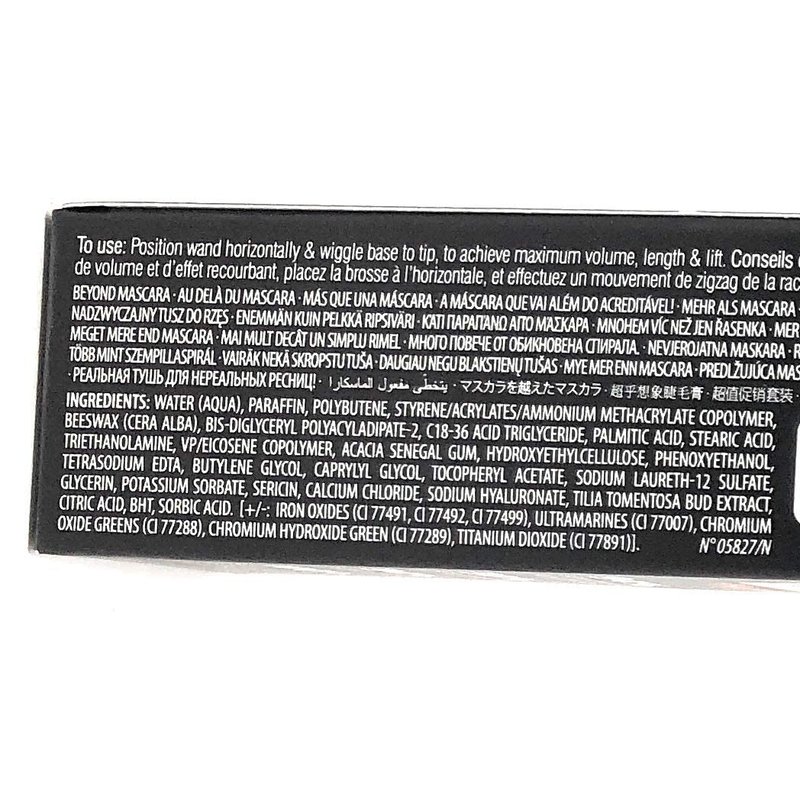 To use: Position wand horizontally & wiggle base to tip, to achieve maximum volume, length & lift. Conseils
de volume et d'effet recourbant, placez la brosse à l'horizontale, et effectuez un mouvement de zigzag de la rac
BEYOND MASCARA · AU DELÀ DU MASCARA · MÁS QUE UNA MÁSCARA · A MÁSCARA QUE VAI ALÉM DO ACREDITÁVEL! · MEHR ALS MASCARA ·
NADZWYCZAJNY TUSZ DO RZĘS · ENEMMÄN KUIN PELKKÄ RIPSIVÄRI · ΚΑΤΙ ΠΑΡΑΠΑΝΩ ΑΠΟ ΜΑΣΚΑΡΑ · MNOHEM VÍC NEŽ JEN ŘASENKA · MER
MEGET MERE END MASCARA · MAI MULT DECÂT UN SIMPLU RIMEL · МНОГО ПОВЕЧЕ ОТ ОБИКНОВЕНА СПИРАЛА · NEVJEROJATNA MASKARA ·
TÖBB MINT SZEMPILLASPIRÁL · VAIRĀK NEKĀ SKROPSTU TUŠA · DAUGIAU NEGU BLAKSTIENŲ TUŠAS · MYE MER ENN MASCARA · PREDLŽUJÚCA MAS
· РЕАЛЬНАЯ ТУШЬ ДЛЯ НЕРЕАЛЬНЫХ РЕСНИЦ! · يتخطّى مفعول الماسكارا · マスカラを越えたマスカラ · 超乎想象睫毛膏 · 超值促销套装 ·
INGREDIENTS: WATER (AQUA), PARAFFIN, POLYBUTENE, STYRENE/ACRYLATES/AMMONIUM METHACRYLATE COPOLYMER,
BEESWAX (CERA ALBA), BIS-DIGLYCERYL POLYACYLADIPATE-2, C18-36 ACID TRIGLYCERIDE, PALMITIC ACID, STEARIC ACID,
TRIETHANOLAMINE, VP/EICOSENE COPOLYMER, ACACIA SENEGAL GUM, HYDROXYETHYLCELLULOSE, PHENOXYETHANOL,
TETRASODIUM EDTA, BUTYLENE GLYCOL, CAPRYLYL GLYCOL, TOCOPHERYL ACETATE, SODIUM LAURETH-12 SULFATE,
GLYCERIN, POTASSIUM SORBATE, SERICIN, CALCIUM CHLORIDE, SODIUM HYALURONATE, TILIA TOMENTOSA BUD EXTRACT,
CITRIC ACID, BHT, SORBIC ACID. [+/-: IRON OXIDES (CI 77491, CI 77492, CI 77499), ULTRAMARINES (CI 77007), CHROMIUM
OXIDE GREENS (CI 77288), CHROMIUM HYDROXIDE GREEN (CI 77289), TITANIUM DIOXIDE (CI 77891)]. N° 05827/N